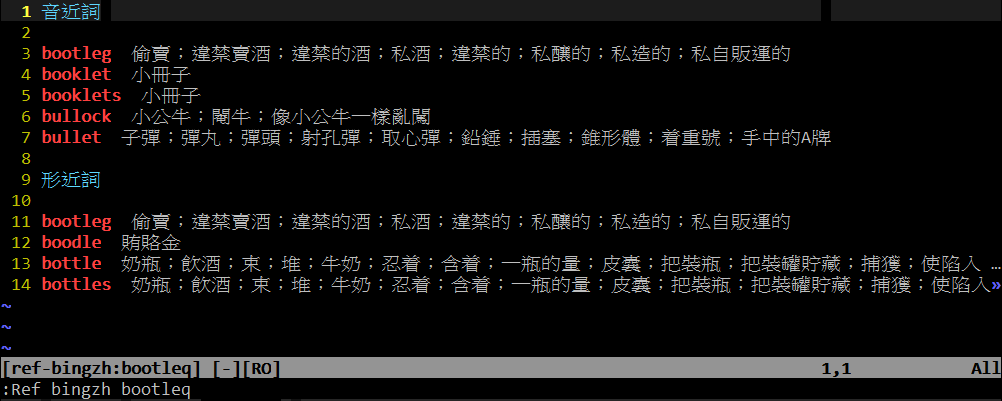 1 音近詞
2
3 bootleg 偷賣；違禁賣酒；違禁的酒；私酒；違禁的；私釀的；私造的；私自販運的
4 booklet 小冊子
5 booklets 小冊子
6 bullock 小公牛；閹牛；像小公牛一樣亂闖
7 bullet 子彈；彈丸；彈頭；射孔彈；取心彈；鉛錘；插塞；錐形體；着重號；手中的A牌
8
9 形近詞
10
11 bootleg 偷賣；違禁賣酒；違禁的酒；私酒；違禁的；私釀的；私造的；私自販運的
12 boodle 賄賂金
13 bottle 奶瓶；飲酒；束；堆；牛奶；忍着；含着；一瓶的量；皮囊；把裝瓶；把裝罐貯藏；捕獲；使陷入 …
14 bottles 奶瓶；飲酒；束；堆；牛奶；忍着；含着；一瓶的量；皮囊；把裝瓶；把裝罐貯藏；捕獲；使陷入»
~
~
~
[ref-bingzh:bootleq] [-][RO] 1,1 All
:Ref bingzh bootleq